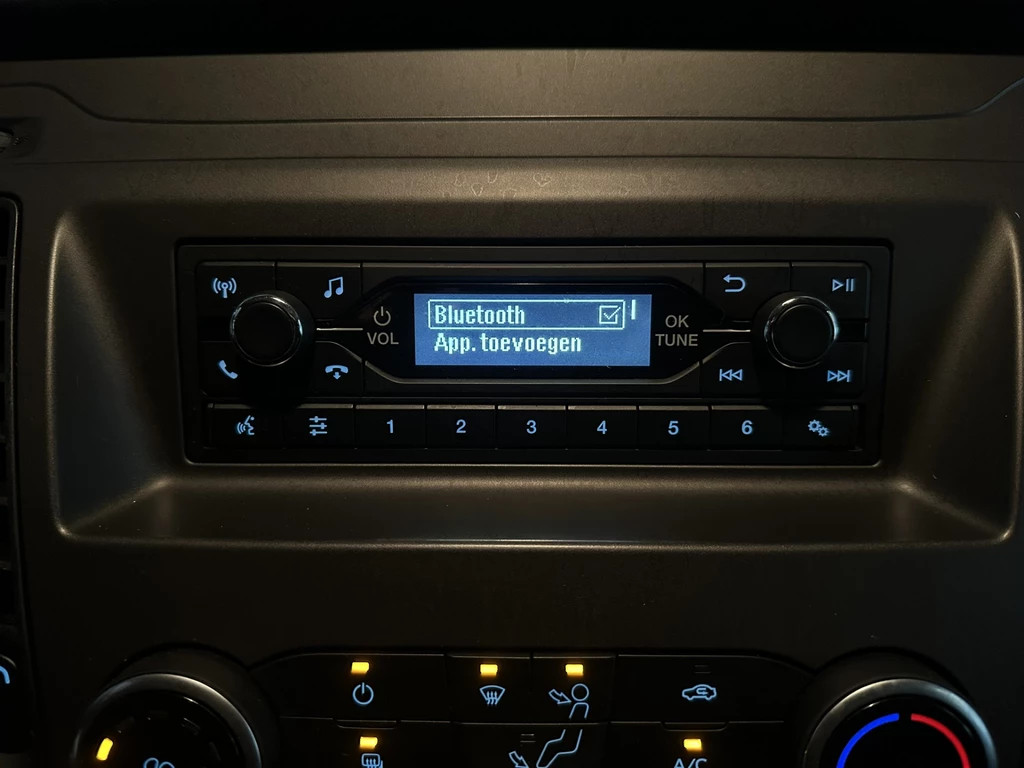 Bluetooth
App. toevoegen
VOL
OK
TUNE
1 2 3 4 5 6
A/C